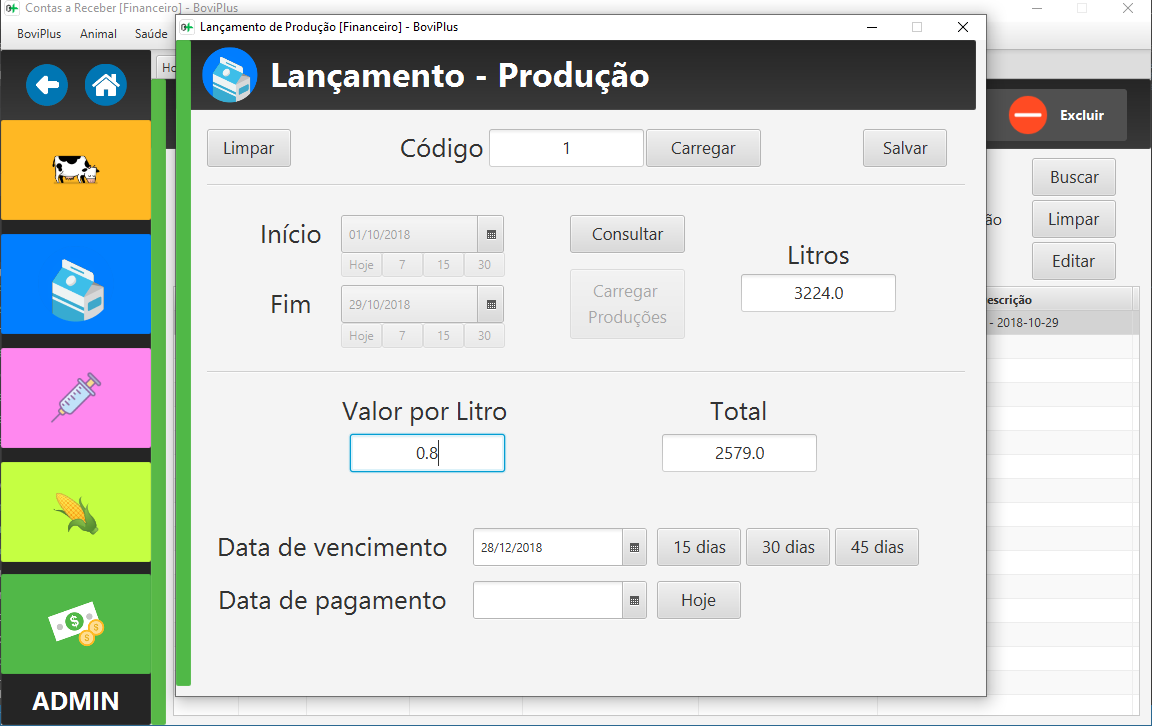 Contas a Receber [Financeiro] - BoviPlus
BoviPlus Animal Saúde
Lançamento de Produção [Financeiro] - BoviPlus
Lançamento - Produção
Limpar Código 1 Carregar Salvar
Início 01/10/2018 Consultar
Hoje 7 15 30
Litros
3224.0
Fim 29/10/2018
Carregar
Produções
Hoje 7 15 30
Valor por Litro Total
0.8 2579.0
Data de vencimento 28/12/2018 15 dias 30 dias 45 dias
Data de pagamento Hoje
Excluir
Buscar
Limpar
Editar
escrição
- 2018-10-29
ADMIN